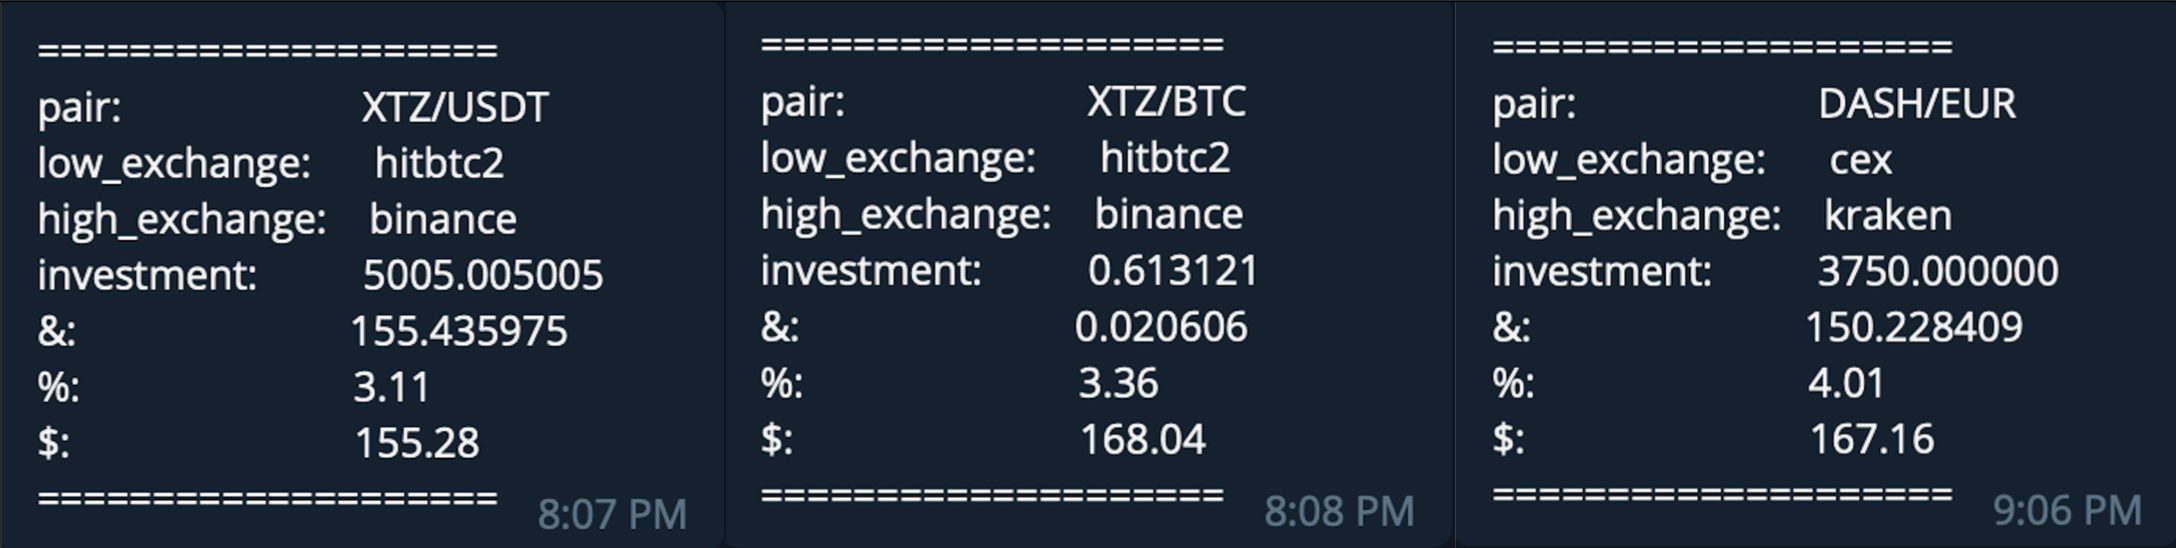 ====================
pair: XTZ/USDT
low_exchange: hitbtc2
high_exchange: binance
investment: 5005.005005
&: 155.435975
%: 3.11
$: 155.28
====================
8:07 PM
====================
pair: XTZ/BTC
low_exchange: hitbtc2
high_exchange: binance
investment: 0.613121
&: 0.020606
%: 3.36
$: 168.04
====================
8:08 PM
====================
pair: DASH/EUR
low_exchange: cex
high_exchange: kraken
investment: 3750.000000
&: 150.228409
%: 4.01
$: 167.16
====================
9:06 PM